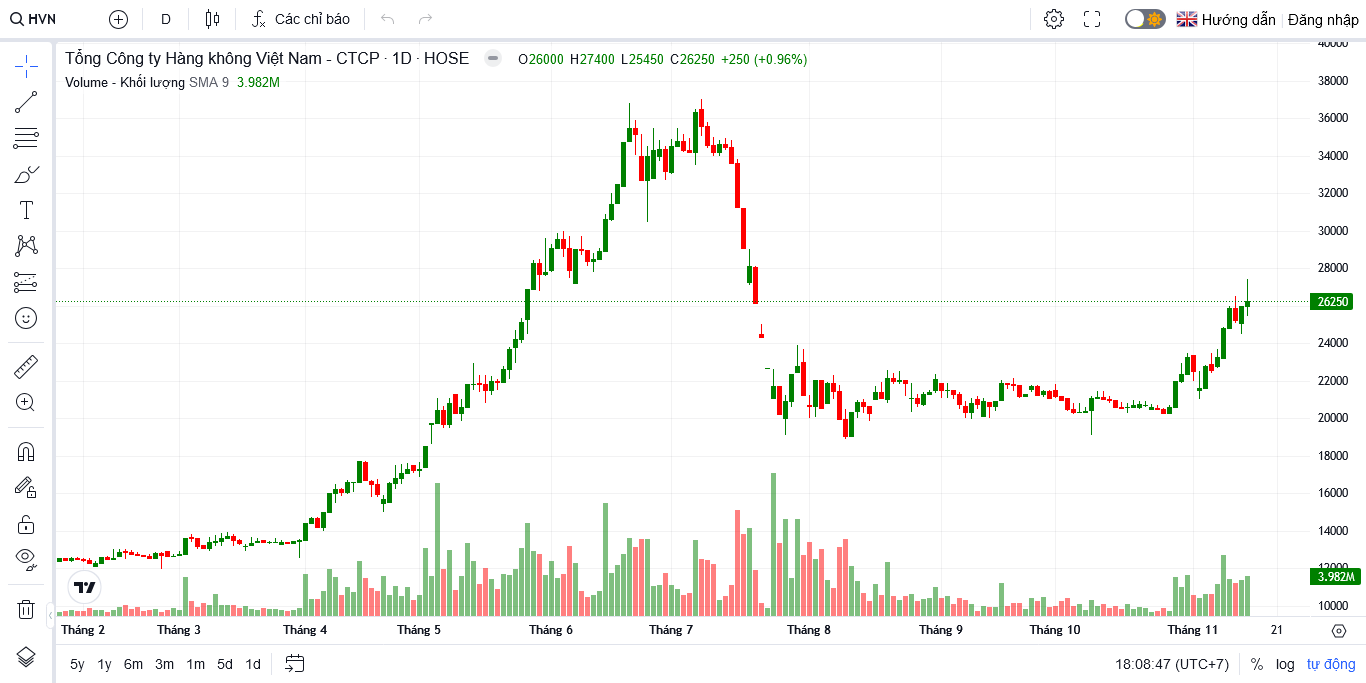 HVN D Các chỉ báo Hướng dẫn Đăng nhập
Tổng Công ty Hàng không Việt Nam - CTCP · 1D · HOSE O26000 H27400 L25450 C26250 +250 (+0.96%)
Volume - Khối lượng SMA 9 3.982M
40000
38000
36000
34000
32000
30000
28000
26250
24000
22000
20000
18000
16000
14000
12000
3.982M
10000
Tháng 2 Tháng 3 Tháng 4 Tháng 5 Tháng 6 Tháng 7 Tháng 8 Tháng 9 Tháng 10 Tháng 11 21
5y 1y 6m 3m 1m 5d 1d 18:08:47 (UTC+7) % log tự động